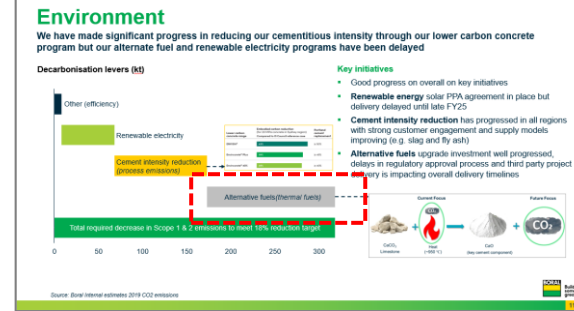 Environment
We have made significant progress in reducing our cementitious intensity through our lower carbon concrete
program but our alternate fuel and renewable electricity programs have been delayed
Decarbonisation levers (kt)
Other (efficiency)
Renewable electricity
Cement intensity reduction
(process emissions)
Alternative fuels(thermal fuels)
Total required decrease in Scope 1 & 2 emissions to meet 18% reduction target
0 50 100 150 200 250 300
Key initiatives
• Good progress on overall on key initiatives
• Renewable energy solar PPA agreement in place but
delivery delayed until late FY25
• Cement intensity reduction has progressed in all regions
with strong customer engagement and supply models
improving (e.g. slag and fly ash)
• Alternative fuels upgrade investment well progressed,
delays in regulatory approval process and third party project
delivery is impacting overall delivery timelines
Current Focus
Future Focus
CO₂
+
+
CO₂
CaCO₃
Limestone
Heat
CaO
(key cement component)
Source: Boral internal estimates 2019 CO2 emissions
BORAL